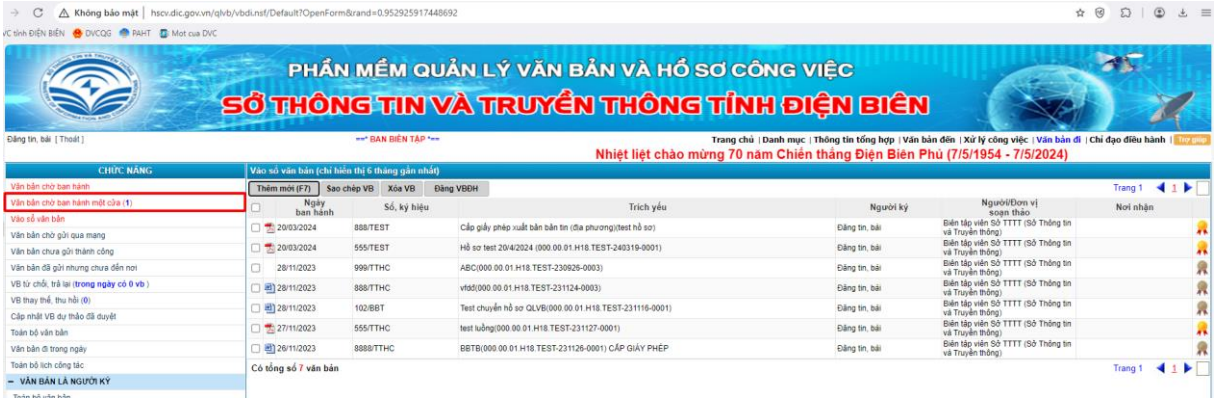 Không bảo mật hscv.dic.gov.vn/qlvb/vbdi.nsf/Default?OpenForm&rand=0.952925917448692
VC tỉnh ĐIỆN BIÊN DVCQG PAHT Mot cua DVC
PHẦN MỀM QUẢN LÝ VĂN BẢN VÀ HỒ SƠ CÔNG VIỆC
SỞ THÔNG TIN VÀ TRUYỀN THÔNG TỈNH ĐIỆN BIÊN
Đăng tin, bài [ Thoát ] ==* BAN BIÊN TẬP *== Trang chủ | Danh mục | Thông tin tổng hợp | Văn bản đến | Xử lý công việc | Văn bản đi | Chỉ đạo điều hành | Trợ giúp
Nhiệt liệt chào mừng 70 năm Chiến thắng Điện Biên Phủ (7/5/1954 - 7/5/2024)
CHỨC NĂNG
Văn bản chờ ban hành
Văn bản chờ ban hành một cửa (1)
Vào sổ văn bản
Văn bản chờ gửi qua mạng
Văn bản chưa gửi thành công
Văn bản đã gửi nhưng chưa đến nơi
VB từ chối, trả lại (trong ngày có 0 vb )
VB thay thế, thu hồi (0)
Cập nhật VB dự thảo đã duyệt
Toàn bộ văn bản
Văn bản đi trong ngày
Toàn bộ lịch công tác
− VĂN BẢN LÀ NGƯỜI KÝ
Toàn bộ văn bản
Vào sổ văn bản (chỉ hiển thị 6 tháng gần nhất)
Thêm mới (F7) Sao chép VB Xóa VB Đăng VBĐH Trang 1 1
Ngày ban hành Số, ký hiệu Trích yếu Người ký Người/Đơn vị soạn thảo Nơi nhận
20/03/2024 888/TEST Cấp giấy phép xuất bản bản tin (địa phương)(test hồ sơ) Đăng tin, bài Biên tập viên Sở TTTT (Sở Thông tin và Truyền thông)
20/03/2024 555/TEST Hồ sơ test 20/4/2024 (000.00.01.H18.TEST-240319-0001) Đăng tin, bài Biên tập viên Sở TTTT (Sở Thông tin và Truyền thông)
28/11/2023 999/TTHC ABC(000.00.01.H18.TEST-230926-0003) Đăng tin, bài Biên tập viên Sở TTTT (Sở Thông tin và Truyền thông)
28/11/2023 888/TTHC vfdd(000.00.01.H18.TEST-231124-0003) Đăng tin, bài Biên tập viên Sở TTTT (Sở Thông tin và Truyền thông)
28/11/2023 102/BBT Test chuyển hồ sơ QLVB(000.00.01.H18.TEST-231116-0001) Đăng tin, bài Biên tập viên Sở TTTT (Sở Thông tin và Truyền thông)
27/11/2023 555/TTHC test luồng(000.00.01.H18.TEST-231127-0001) Đăng tin, bài Biên tập viên Sở TTTT (Sở Thông tin và Truyền thông)
26/11/2023 8888/TTHC BBTB(000.00.01.H18.TEST-231126-0001) CẤP GIẤY PHÉP Đăng tin, bài Biên tập viên Sở TTTT (Sở Thông tin và Truyền thông)
Có tổng số 7 văn bản Trang 1 1